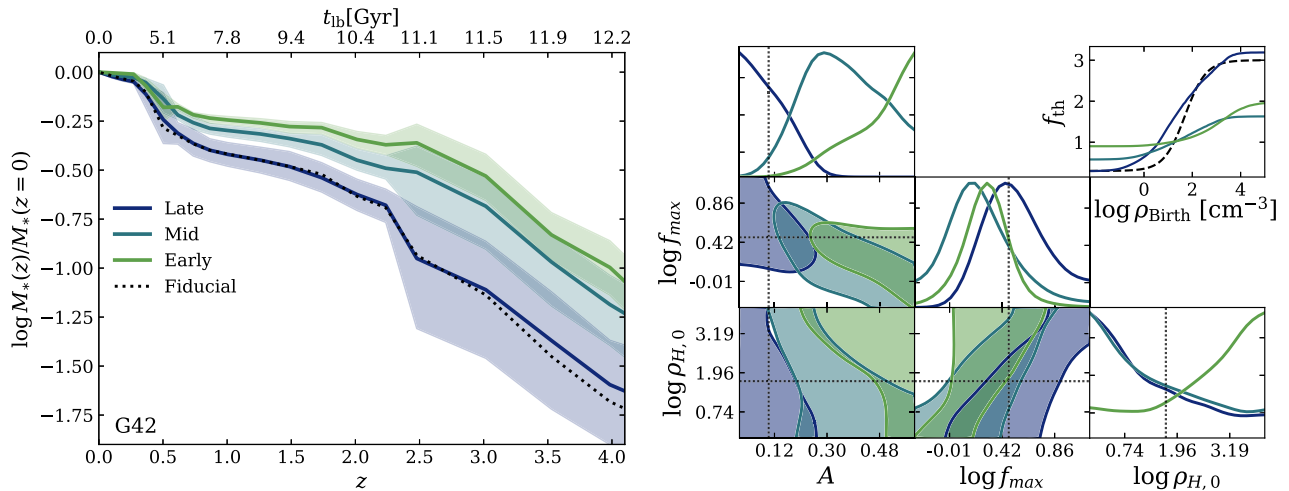 t_lb[Gyr]
0.0 5.1 7.8 9.4 10.4 11.1 11.5 11.9 12.2
0.00
−0.25
−0.50
−0.75
−1.00
−1.25
−1.50
−1.75
log M_*(z)/M_*(z = 0)
Late
Mid
Early
Fiducial
G42
0.0 0.5 1.0 1.5 2.0 2.5 3.0 3.5 4.0
z
3
2
1
f_th
0 2 4
log ρ_Birth [cm⁻³]
0.86
0.42
-0.01
log f_max
3.19
1.96
0.74
log ρ_H,0
0.12 0.30 0.48
A
-0.01 0.42 0.86
log f_max
0.74 1.96 3.19
log ρ_H,0